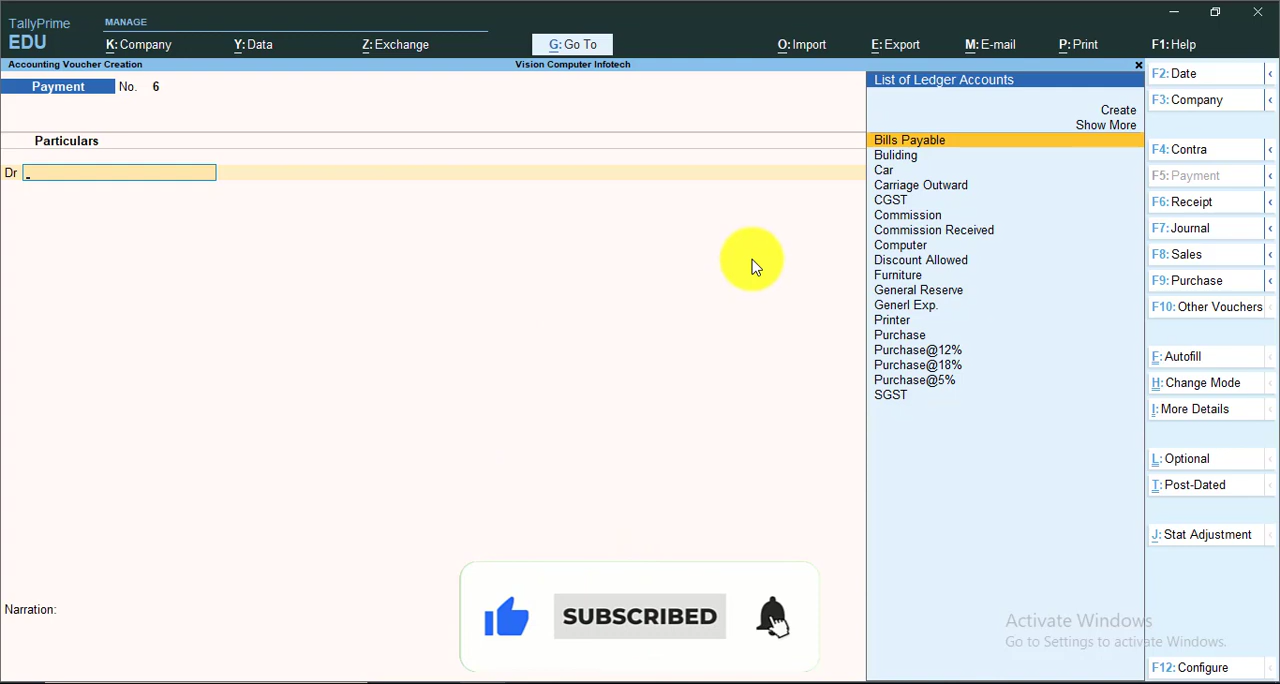 TallyPrime
EDU
MANAGE
K: Company
Y: Data
Z: Exchange
G: Go To
O: Import
E: Export
M: E-mail
P: Print
F1: Help
Accounting Voucher Creation
Vision Computer Infotech
Payment No. 6
Particulars
Dr
Narration:
List of Ledger Accounts
Create
Show More
Bills Payable
Buliding
Car
Carriage Outward
CGST
Commission
Commission Received
Computer
Discount Allowed
Furniture
General Reserve
Generl Exp.
Printer
Purchase
Purchase@12%
Purchase@18%
Purchase@5%
SGST
F2: Date
F3: Company
F4: Contra
F5: Payment
F6: Receipt
F7: Journal
F8: Sales
F9: Purchase
F10: Other Vouchers
F: Autofill
H: Change Mode
I: More Details
L: Optional
T: Post-Dated
J: Stat Adjustment
F12: Configure
SUBSCRIBED
Activate Windows
Go to Settings to activate Windows.